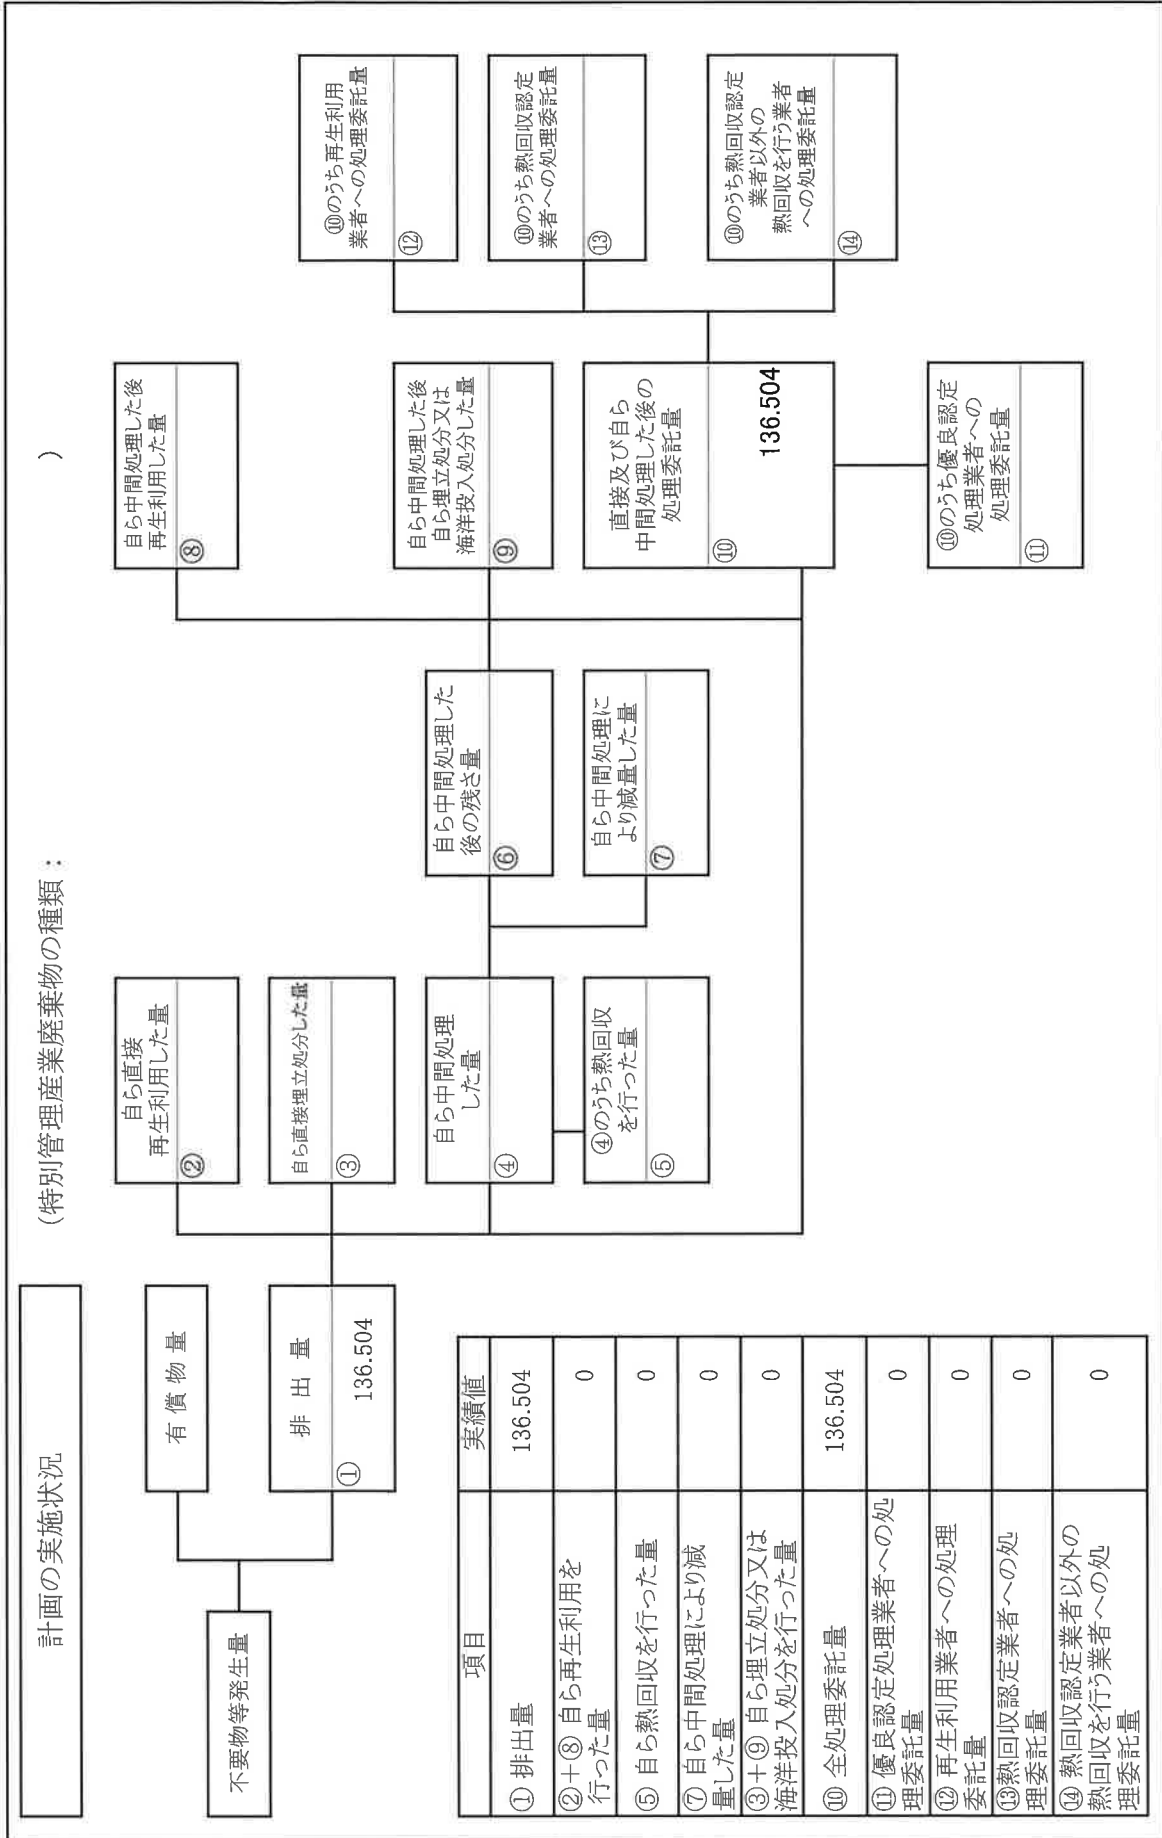 計画の実施状況
（特別管理産業廃棄物の種類：
）
不要物等発生量
有償物量
排出量
①
136.504
自ら直接
再生利用した量
②
自ら直接埋立処分した量
③
自ら中間処理
した量
④
④のうち熱回収
を行った量
⑤
自ら中間処理した
後の残さ量
⑥
自ら中間処理に
より減量した量
⑦
自ら中間処理した後
再生利用した量
⑧
自ら中間処理した後
自ら埋立処分又は
海洋投入処分した量
⑨
直接及び自ら
中間処理した後の
処理委託量
⑩
136.504
⑩のうち優良認定
処理業者への
処理委託量
⑪
⑩のうち再生利用
業者への処理委託量
⑫
⑩のうち熱回収認定
業者への処理委託量
⑬
⑩のうち熱回収認定
業者以外の
熱回収を行う業者
への処理委託量
⑭
項目 実績値
①排出量 136.504
②＋⑧自ら再生利用を
行った量 0
⑤ 自ら熱回収を行った量 0
⑦ 自ら中間処理により減
量した量 0
③＋⑨ 自ら埋立処分又は
海洋投入処分を行った量 0
⑩ 全処理委託量 136.504
⑪ 優良認定処理業者への処
理委託量 0
⑫ 再生利用業者への処理
委託量 0
⑬熱回収認定業者への処
理委託量 0
⑭ 熱回収認定業者以外の
熱回収を行う業者への処
理委託量 0